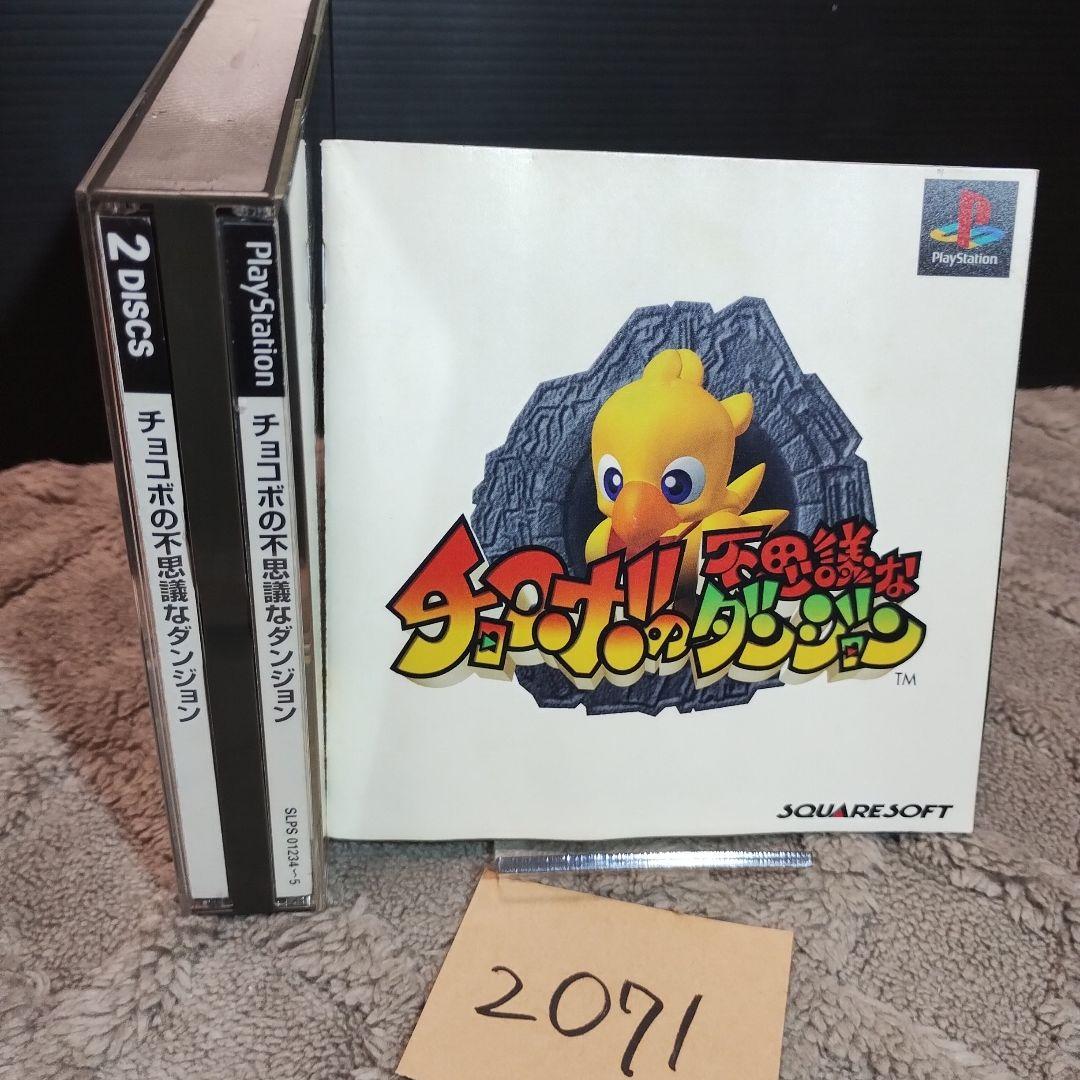 2 DISCS
チョコボの不思議なダンジョン
PlayStation
チョコボの不思議なダンジョン
SLPS 01234~5
PlayStation
チョコボの不思議な
ダンジョン
TM
SQUARESOFT
2071